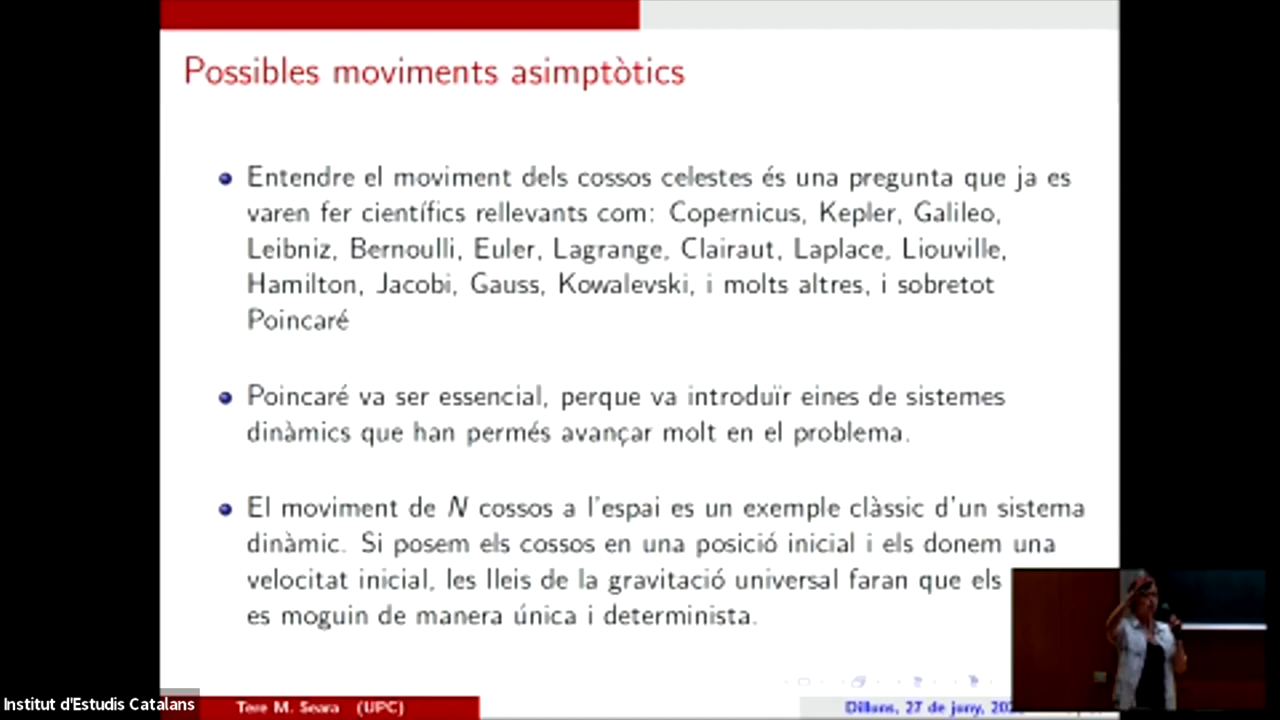 Possibles moviments asimptòtics
Entendre el moviment dels cossos celestes és una pregunta que ja es
varen fer científics rellevants com: Copernicus, Kepler, Galileo,
Leibniz, Bernoulli, Euler, Lagrange, Clairaut, Laplace, Liouville,
Hamilton, Jacobi, Gauss, Kowalevski, i molts altres, i sobretot
Poincaré
Poincaré va ser essencial, perque va introduïr eines de sistemes
dinàmics que han permés avançar molt en el problema.
El moviment de N cossos a l'espai es un exemple clàssic d'un sistema
dinàmic. Si posem els cossos en una posició inicial i els donem una
velocitat inicial, les lleis de la gravitació universal faran que els
es moguin de manera única i determinista.
Institut d'Estudis Catalans
Tere M. Seara (UPC)
Dilluns, 27 de juny,